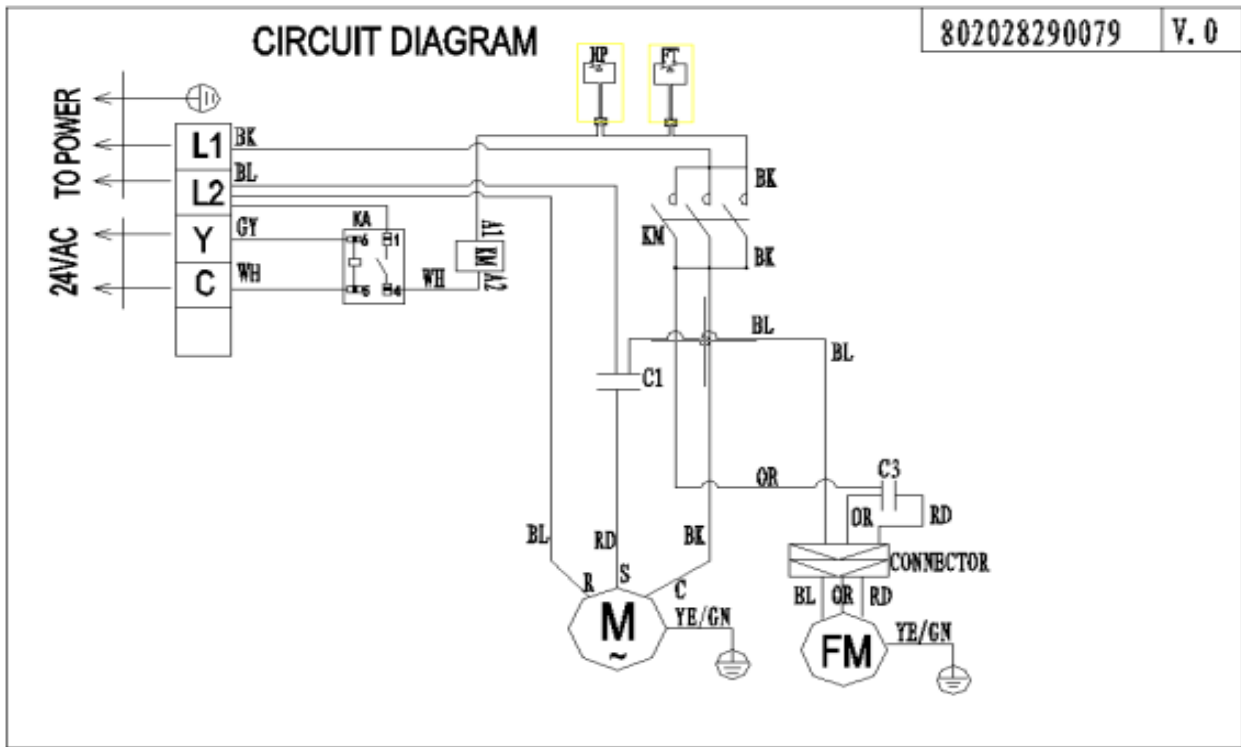 CIRCUIT DIAGRAM
802028290079 V.0
HP FT
TO POWER
L1 BK
L2 BL
24VAC
Y GY
C WH
KA
6 1
5 4
WH
A1
KM
A2
BK
KM
BK
BL
BL
C1
C3
OR
OR RD
BL RD BK
CONNECTOR
R S C
BL OR RD
M
~
YE/GN
FM
YE/GN